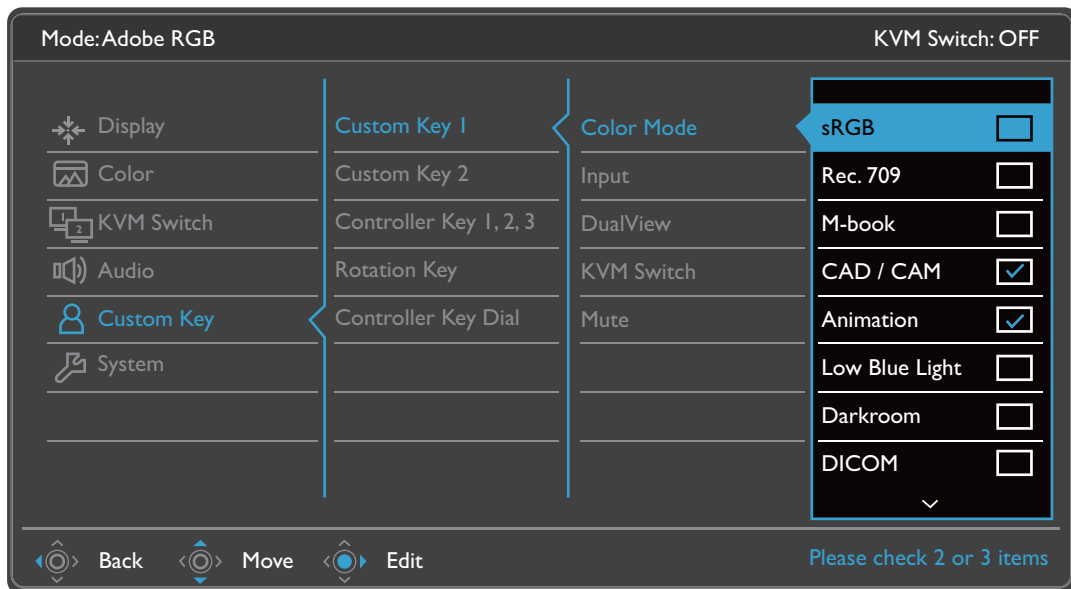 Mode: Adobe RGB
KVM Switch: OFF
Display
Color
1
2
KVM Switch
Audio
Custom Key
System
Custom Key 1
Custom Key 2
Controller Key 1, 2, 3
Rotation Key
Controller Key Dial
Color Mode
Input
DualView
KVM Switch
Mute
sRGB
Rec. 709
M-book
CAD / CAM
Animation
Low Blue Light
Darkroom
DICOM
Back
Move
Edit
Please check 2 or 3 items